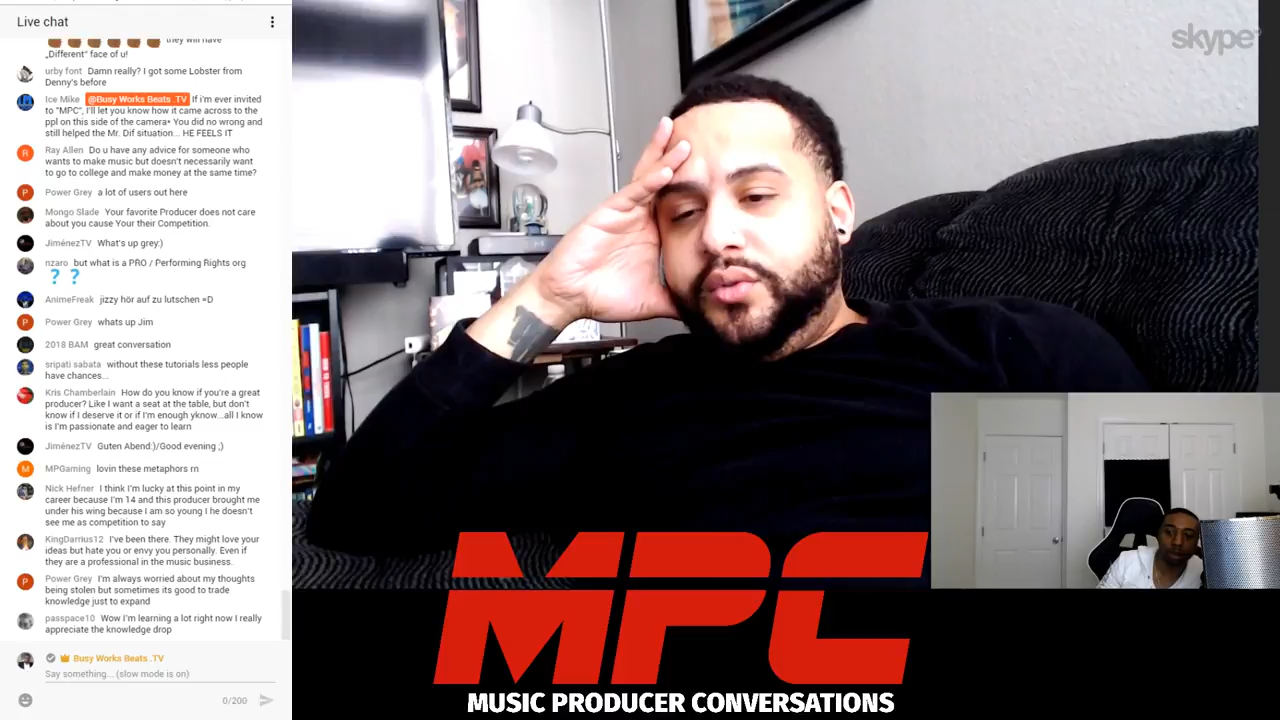 Live chat
they will have
„Different“ face of u!
urby font Damn really? I got some Lobster from
Denny's before
Ice Mike @Busy Works Beats .TV If i'm ever invited
to "MPC", I'll let you know how it came across to the
ppl on this side of the camera* You did no wrong and
still helped the Mr. Dif situation... HE FEELS IT
Ray Allen Do u have any advice for someone who
wants to make music but doesn't necessarily want
to go to college and make money at the same time?
Power Grey a lot of users out here
Mongo Slade Your favorite Producer does not care
about you cause Your their Competition.
JiménezTV What's up grey:)
nzaro but what is a PRO / Performing Rights org
❓ ❓
AnimeFreak jizzy hör auf zu lutschen =D
Power Grey whats up Jim
2018 BAM great conversation
sripati sabata without these tutorials less people
have chances...
Kris Chamberlain How do you know if you're a great
producer? Like I want a seat at the table, but don't
know if I deserve it or if I'm enough yknow...all I know
is I'm passionate and eager to learn
JiménezTV Guten Abend:)/Good evening ;)
MPGaming lovin these metaphors rn
Nick Hefner I think I'm lucky at this point in my
career because I'm 14 and this producer brought me
under his wing because I am so young I he doesn't
see me as competition to say
KingDarrius12 I've been there. They might love your
ideas but hate you or envy you personally. Even if
they are a professional in the music business.
Power Grey I'm always worried about my thoughts
being stolen but sometimes its good to trade
knowledge just to expand
passpace10 Wow I'm learning a lot right now I really
appreciate the knowledge drop
Busy Works Beats .TV
Say something... (slow mode is on)
0/200
skype
MPC
MUSIC PRODUCER CONVERSATIONS